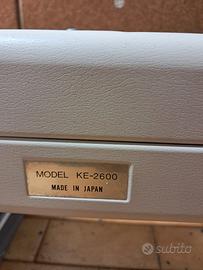 MODEL KE-2600
MADE IN JAPAN
subito